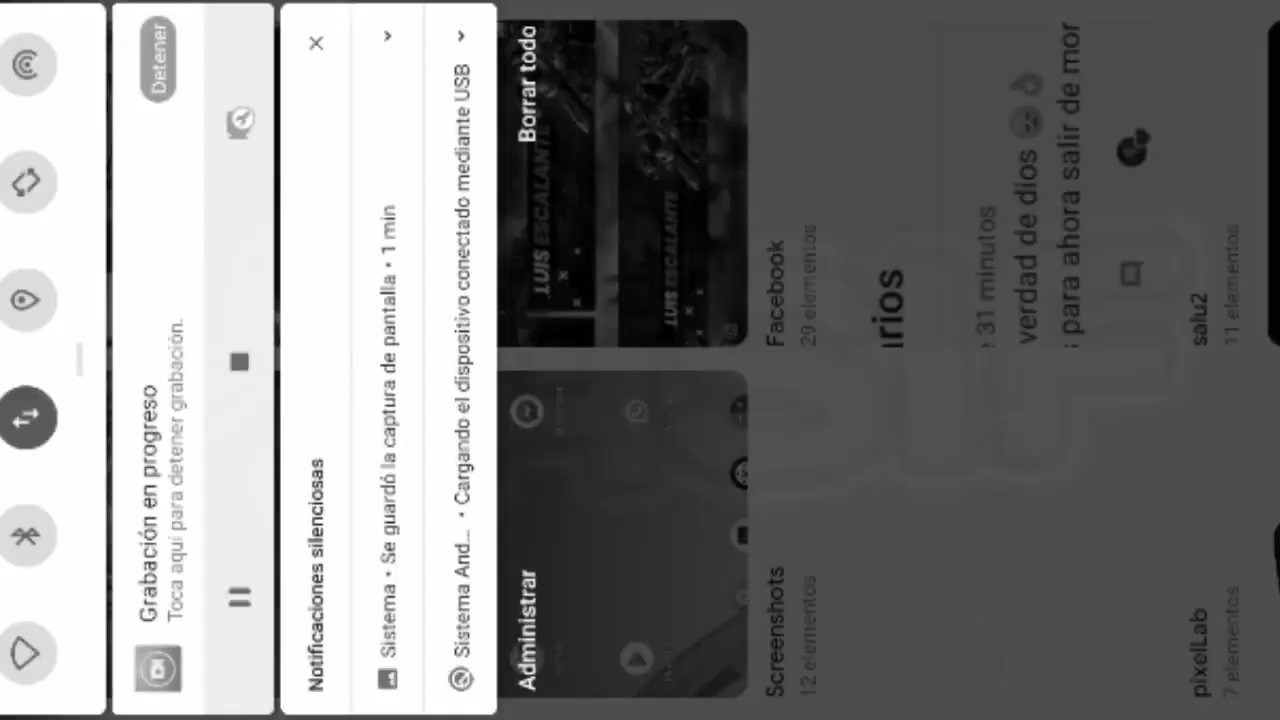 Detener
Grabación en progreso
Toca aquí para detener grabación.
Notificaciones silenciosas
Sistema • Se guardó la captura de pantalla • 1 min
Sistema And... • Cargando el dispositivo conectado mediante USB
Administrar
Borrar todo
LUIS ESCALANTE
LUIS ESCALANTE
Screenshots
12 elementos
Facebook
29 elementos
arios
31 minutos
verdad de dios
para ahora salir de mor
pixelLab
7 elementos
salu2
11 elementos